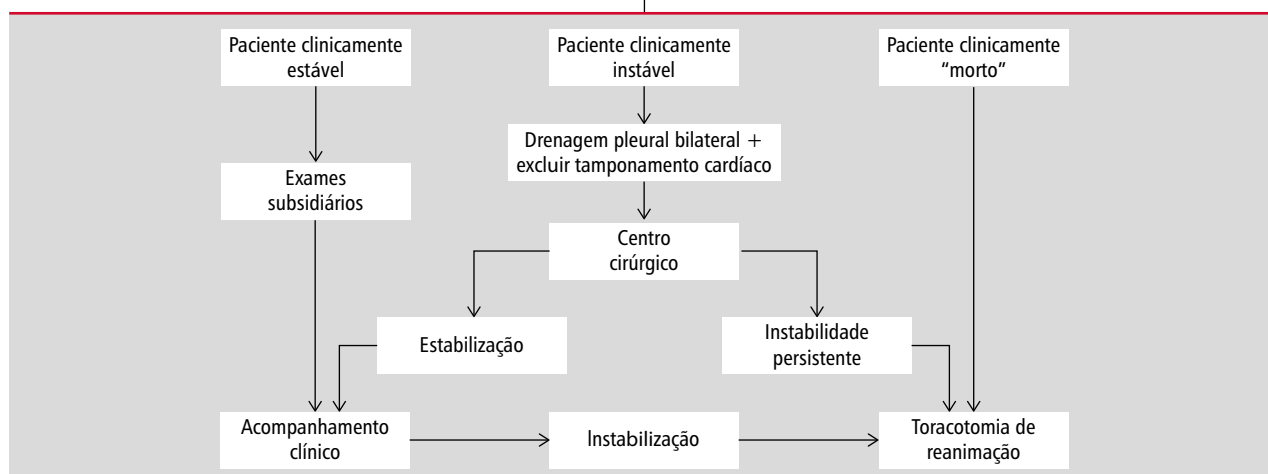 Paciente clinicamente
estável
Paciente clinicamente
instável
Paciente clinicamente
“morto”
Drenagem pleural bilateral +
excluir tamponamento cardíaco
Exames
subsidiários
Centro
cirúrgico
Estabilização
Instabilidade
persistente
Acompanhamento
clínico
Instabilização
Toracotomia de
reanimação